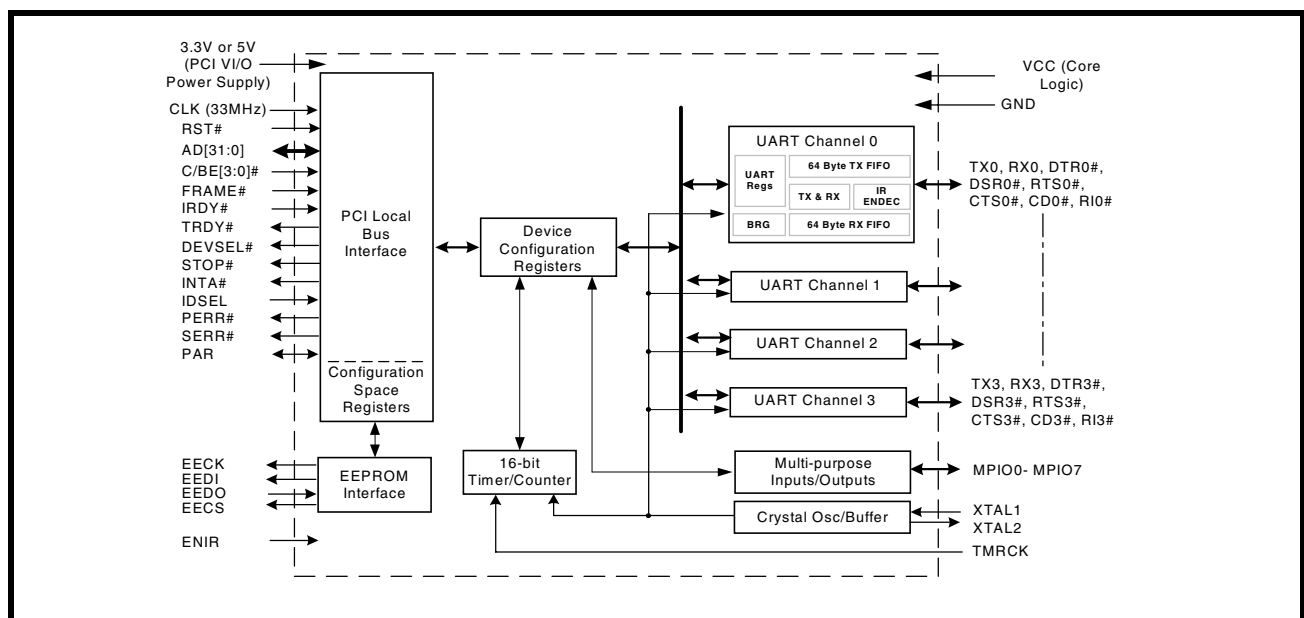 3.3V or 5V
(PCI VI/O
Power Supply)
CLK (33MHz)
RST#
AD[31:0]
C/BE[3:0]#
FRAME#
IRDY#
TRDY#
DEVSEL#
STOP#
INTA#
IDSEL
PERR#
SERR#
PAR
EECK
EEDI
EEDO
EECS
ENIR
PCI Local
Bus
Interface
Configuration
Space
Registers
EEPROM
Interface
Device
Configuration
Registers
16-bit
Timer/Counter
UART Channel 0
UART
Regs
64 Byte TX FIFO
TX & RX
IR
ENDEC
BRG
64 Byte RX FIFO
UART Channel 1
UART Channel 2
UART Channel 3
Multi-purpose
Inputs/Outputs
Crystal Osc/Buffer
VCC (Core
Logic)
GND
TX0, RX0, DTR0#,
DSR0#, RTS0#,
CTS0#, CD0#, RI0#
TX3, RX3, DTR3#,
DSR3#, RTS3#,
CTS3#, CD3#, RI3#
MPIO0- MPIO7
XTAL1
XTAL2
TMRCK